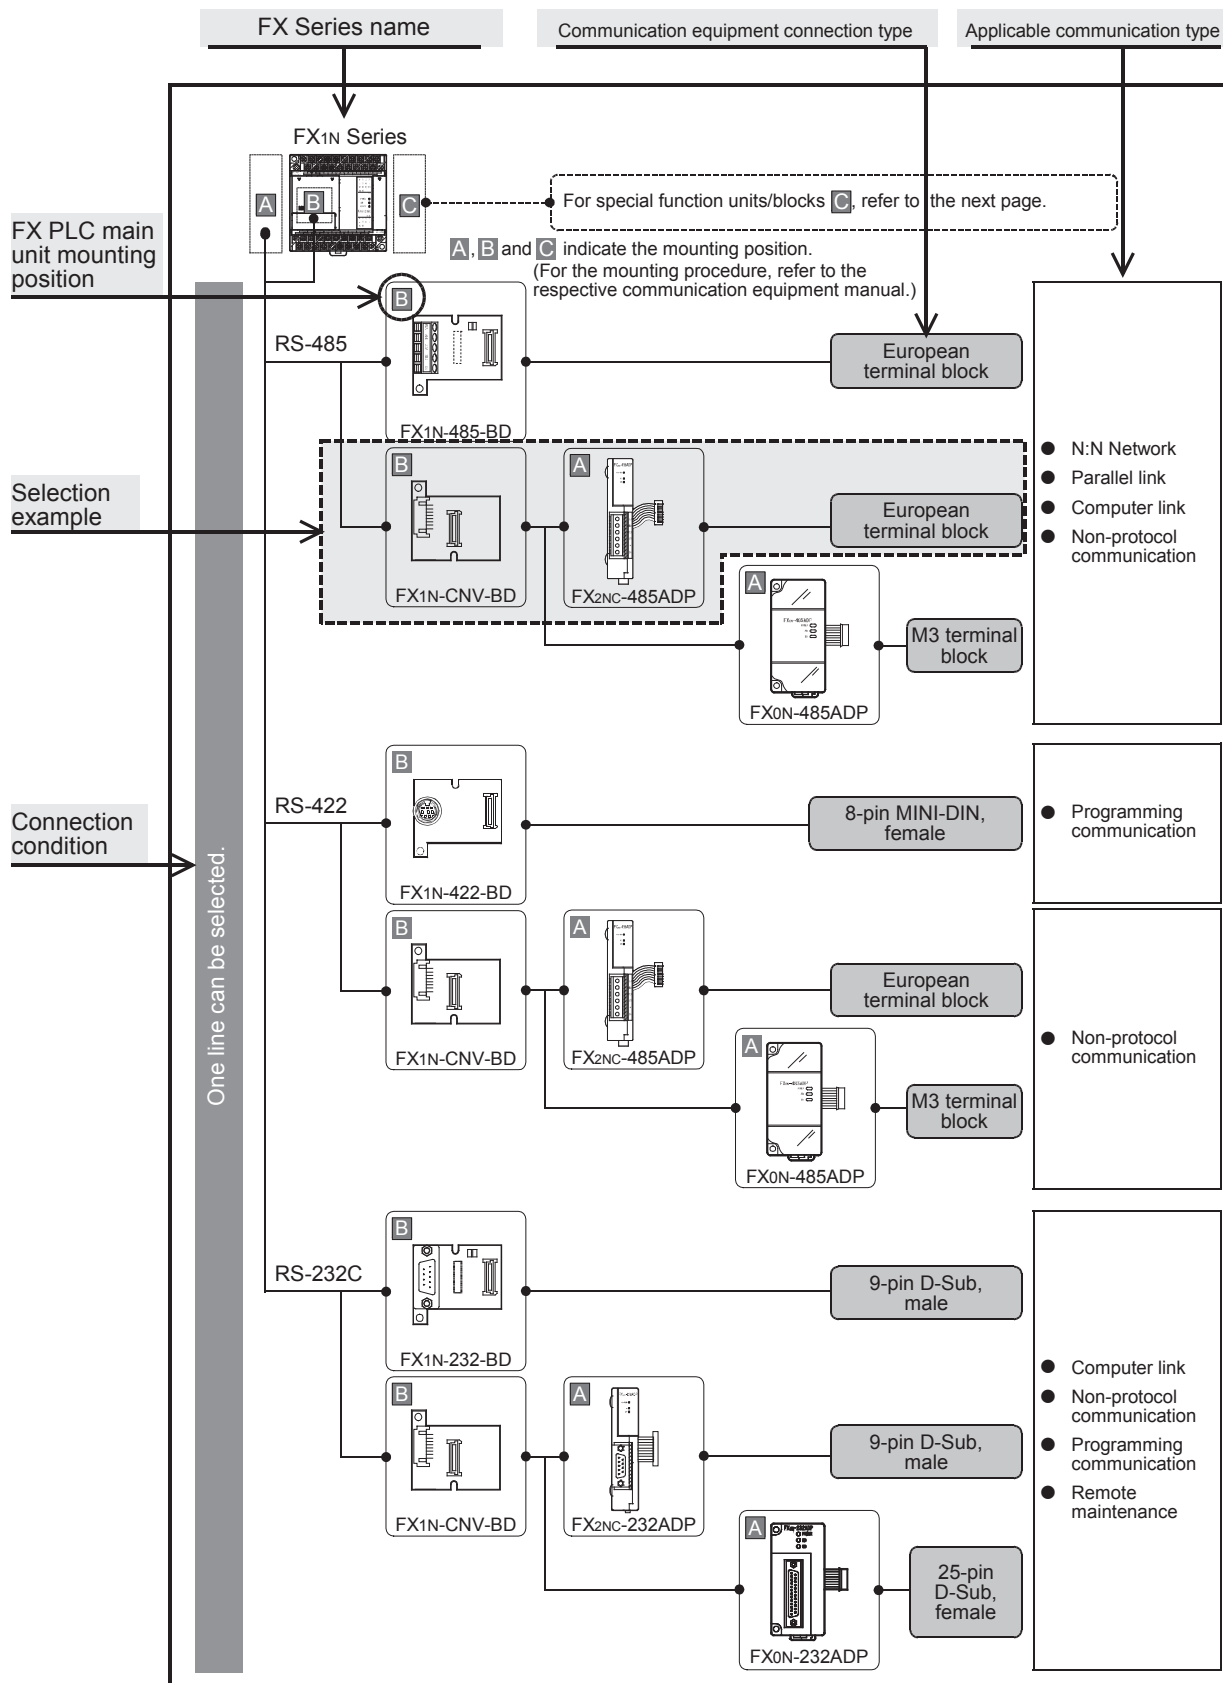 FX Series name
Communication equipment connection type
Applicable communication type
FX1N Series
A
B
C
For special function units/blocks C, refer to the next page.
FX PLC main
unit mounting
position
A, B and C indicate the mounting position.
(For the mounting procedure, refer to the
respective communication equipment manual.)
One line can be selected.
B
RS-485
FX1N-485-BD
European
terminal block
Selection
example
B
FX1N-CNV-BD
A
FX2NC-485ADP
European
terminal block
A
FX0N-485ADP
M3 terminal
block
● N:N Network
● Parallel link
● Computer link
● Non-protocol
communication
Connection
condition
RS-422
B
FX1N-422-BD
8-pin MINI-DIN,
female
● Programming
communication
B
FX1N-CNV-BD
A
FX2NC-485ADP
European
terminal block
A
FX0N-485ADP
M3 terminal
block
● Non-protocol
communication
RS-232C
B
FX1N-232-BD
9-pin D-Sub,
male
B
FX1N-CNV-BD
A
FX2NC-232ADP
9-pin D-Sub,
male
A
FX0N-232ADP
25-pin
D-Sub,
female
● Computer link
● Non-protocol
communication
● Programming
communication
● Remote
maintenance